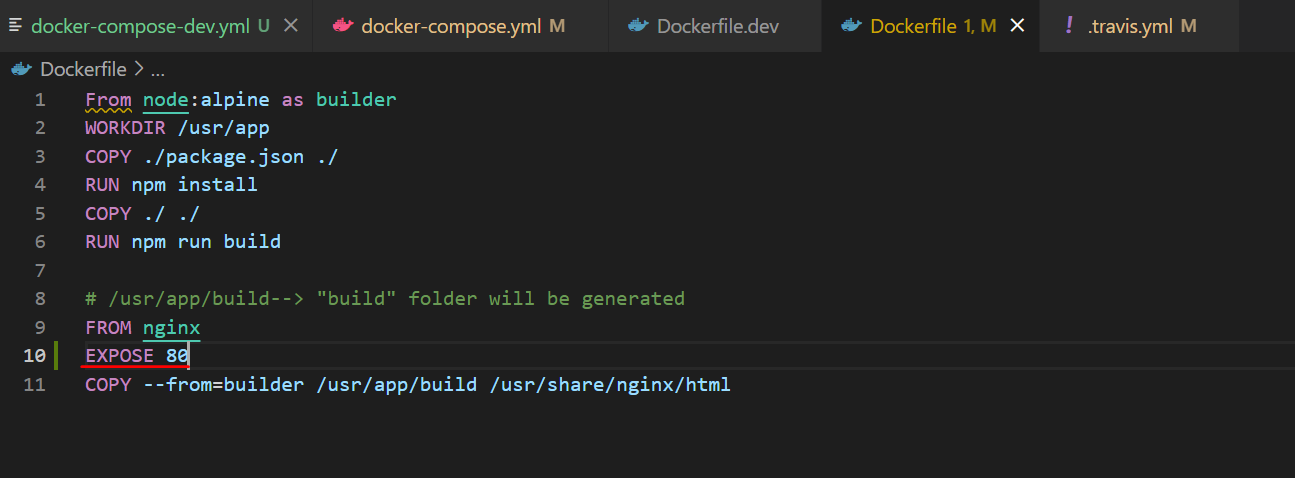 docker-compose-dev.yml U docker-compose.yml M Dockerfile.dev Dockerfile 1, M ! .travis.yml M
Dockerfile > ...
1 From node:alpine as builder
2 WORKDIR /usr/app
3 COPY ./package.json ./
4 RUN npm install
5 COPY ./ ./
6 RUN npm run build
7
8 # /usr/app/build--> "build" folder will be generated
9 FROM nginx
10 EXPOSE 80
11 COPY --from=builder /usr/app/build /usr/share/nginx/html